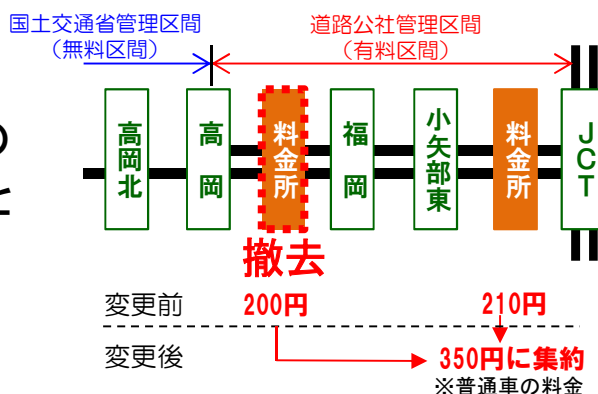 国土交通省管理区間
（無料区間）
道路公社管理区間
（有料区間）
の
と
高岡北
高岡
料金所
福岡
小矢部東
料金所
JCT
撤去
変更前
200円
210円
変更後
350円に集約
※普通車の料金